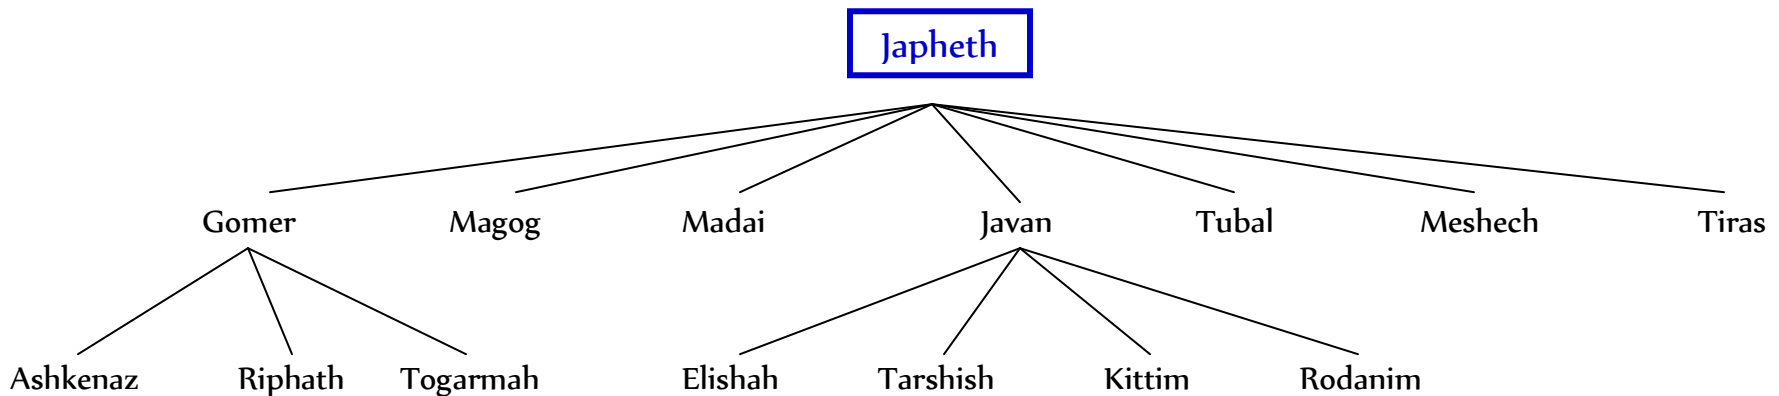 Japheth
Gomer Magog Madai Javan Tubal Meshech Tiras
Ashkenaz Riphath Togarmah Elishah Tarshish Kittim Rodanim